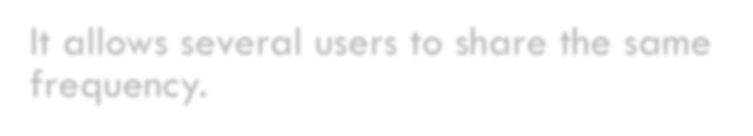 It allows several users to share the same
frequency.